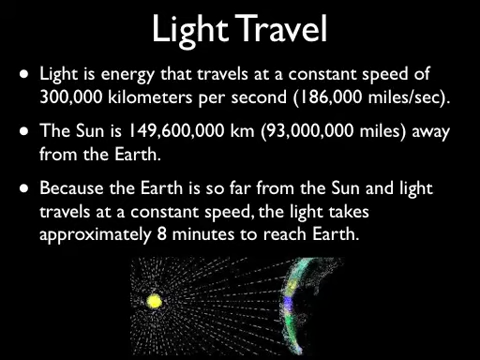 Light Travel
● Light is energy that travels at a constant speed of
300,000 kilometers per second (186,000 miles/sec).
● The Sun is 149,600,000 km (93,000,000 miles) away
from the Earth.
● Because the Earth is so far from the Sun and light
travels at a constant speed, the light takes
approximately 8 minutes to reach Earth.